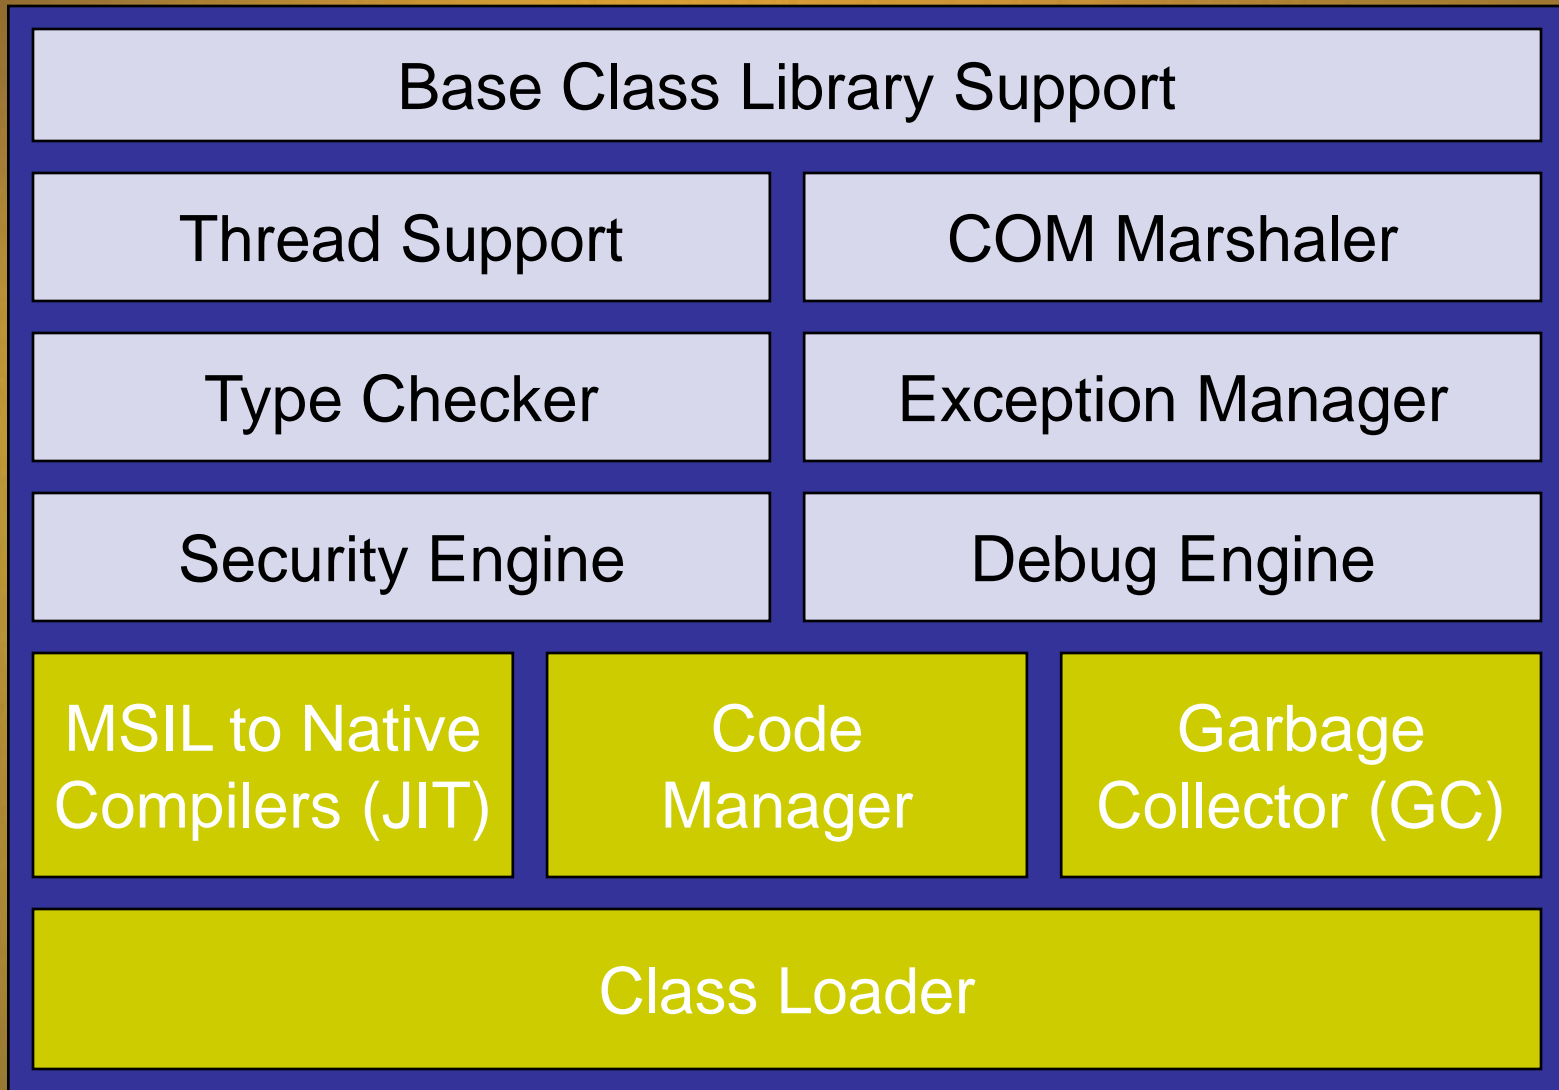 Base Class Library Support
Thread Support
COM Marshaler
Type Checker
Exception Manager
Security Engine
Debug Engine
MSIL to Native
Compilers (JIT)
Code
Manager
Garbage
Collector (GC)
Class Loader